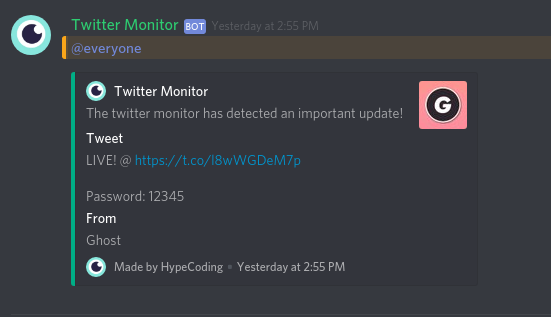 Twitter Monitor BOT Yesterday at 2:55 PM
@everyone
Twitter Monitor
The twitter monitor has detected an important update!
G
Tweet
LIVE! @ https://t.co/l8wWGDeM7p
Password: 12345
From
Ghost
Made by HypeCoding • Yesterday at 2:55 PM